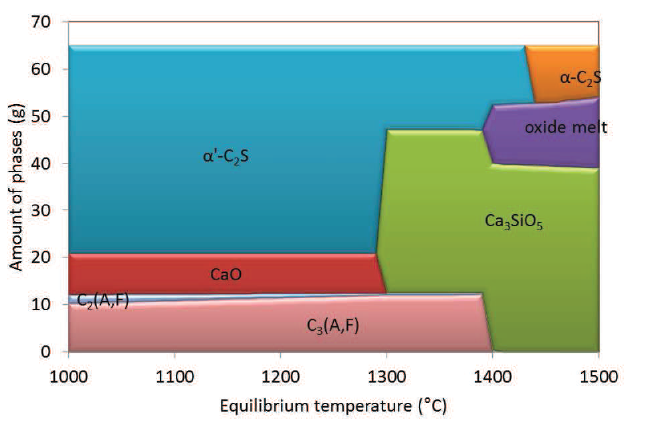 70
60
50
40
30
20
10
0
Amount of phases (g)
α-C₂S
oxide melt
α'-C₂S
Ca₃SiO₅
CaO
C₂(A,F)
C₃(A,F)
1000 1100 1200 1300 1400 1500
Equilibrium temperature (°C)